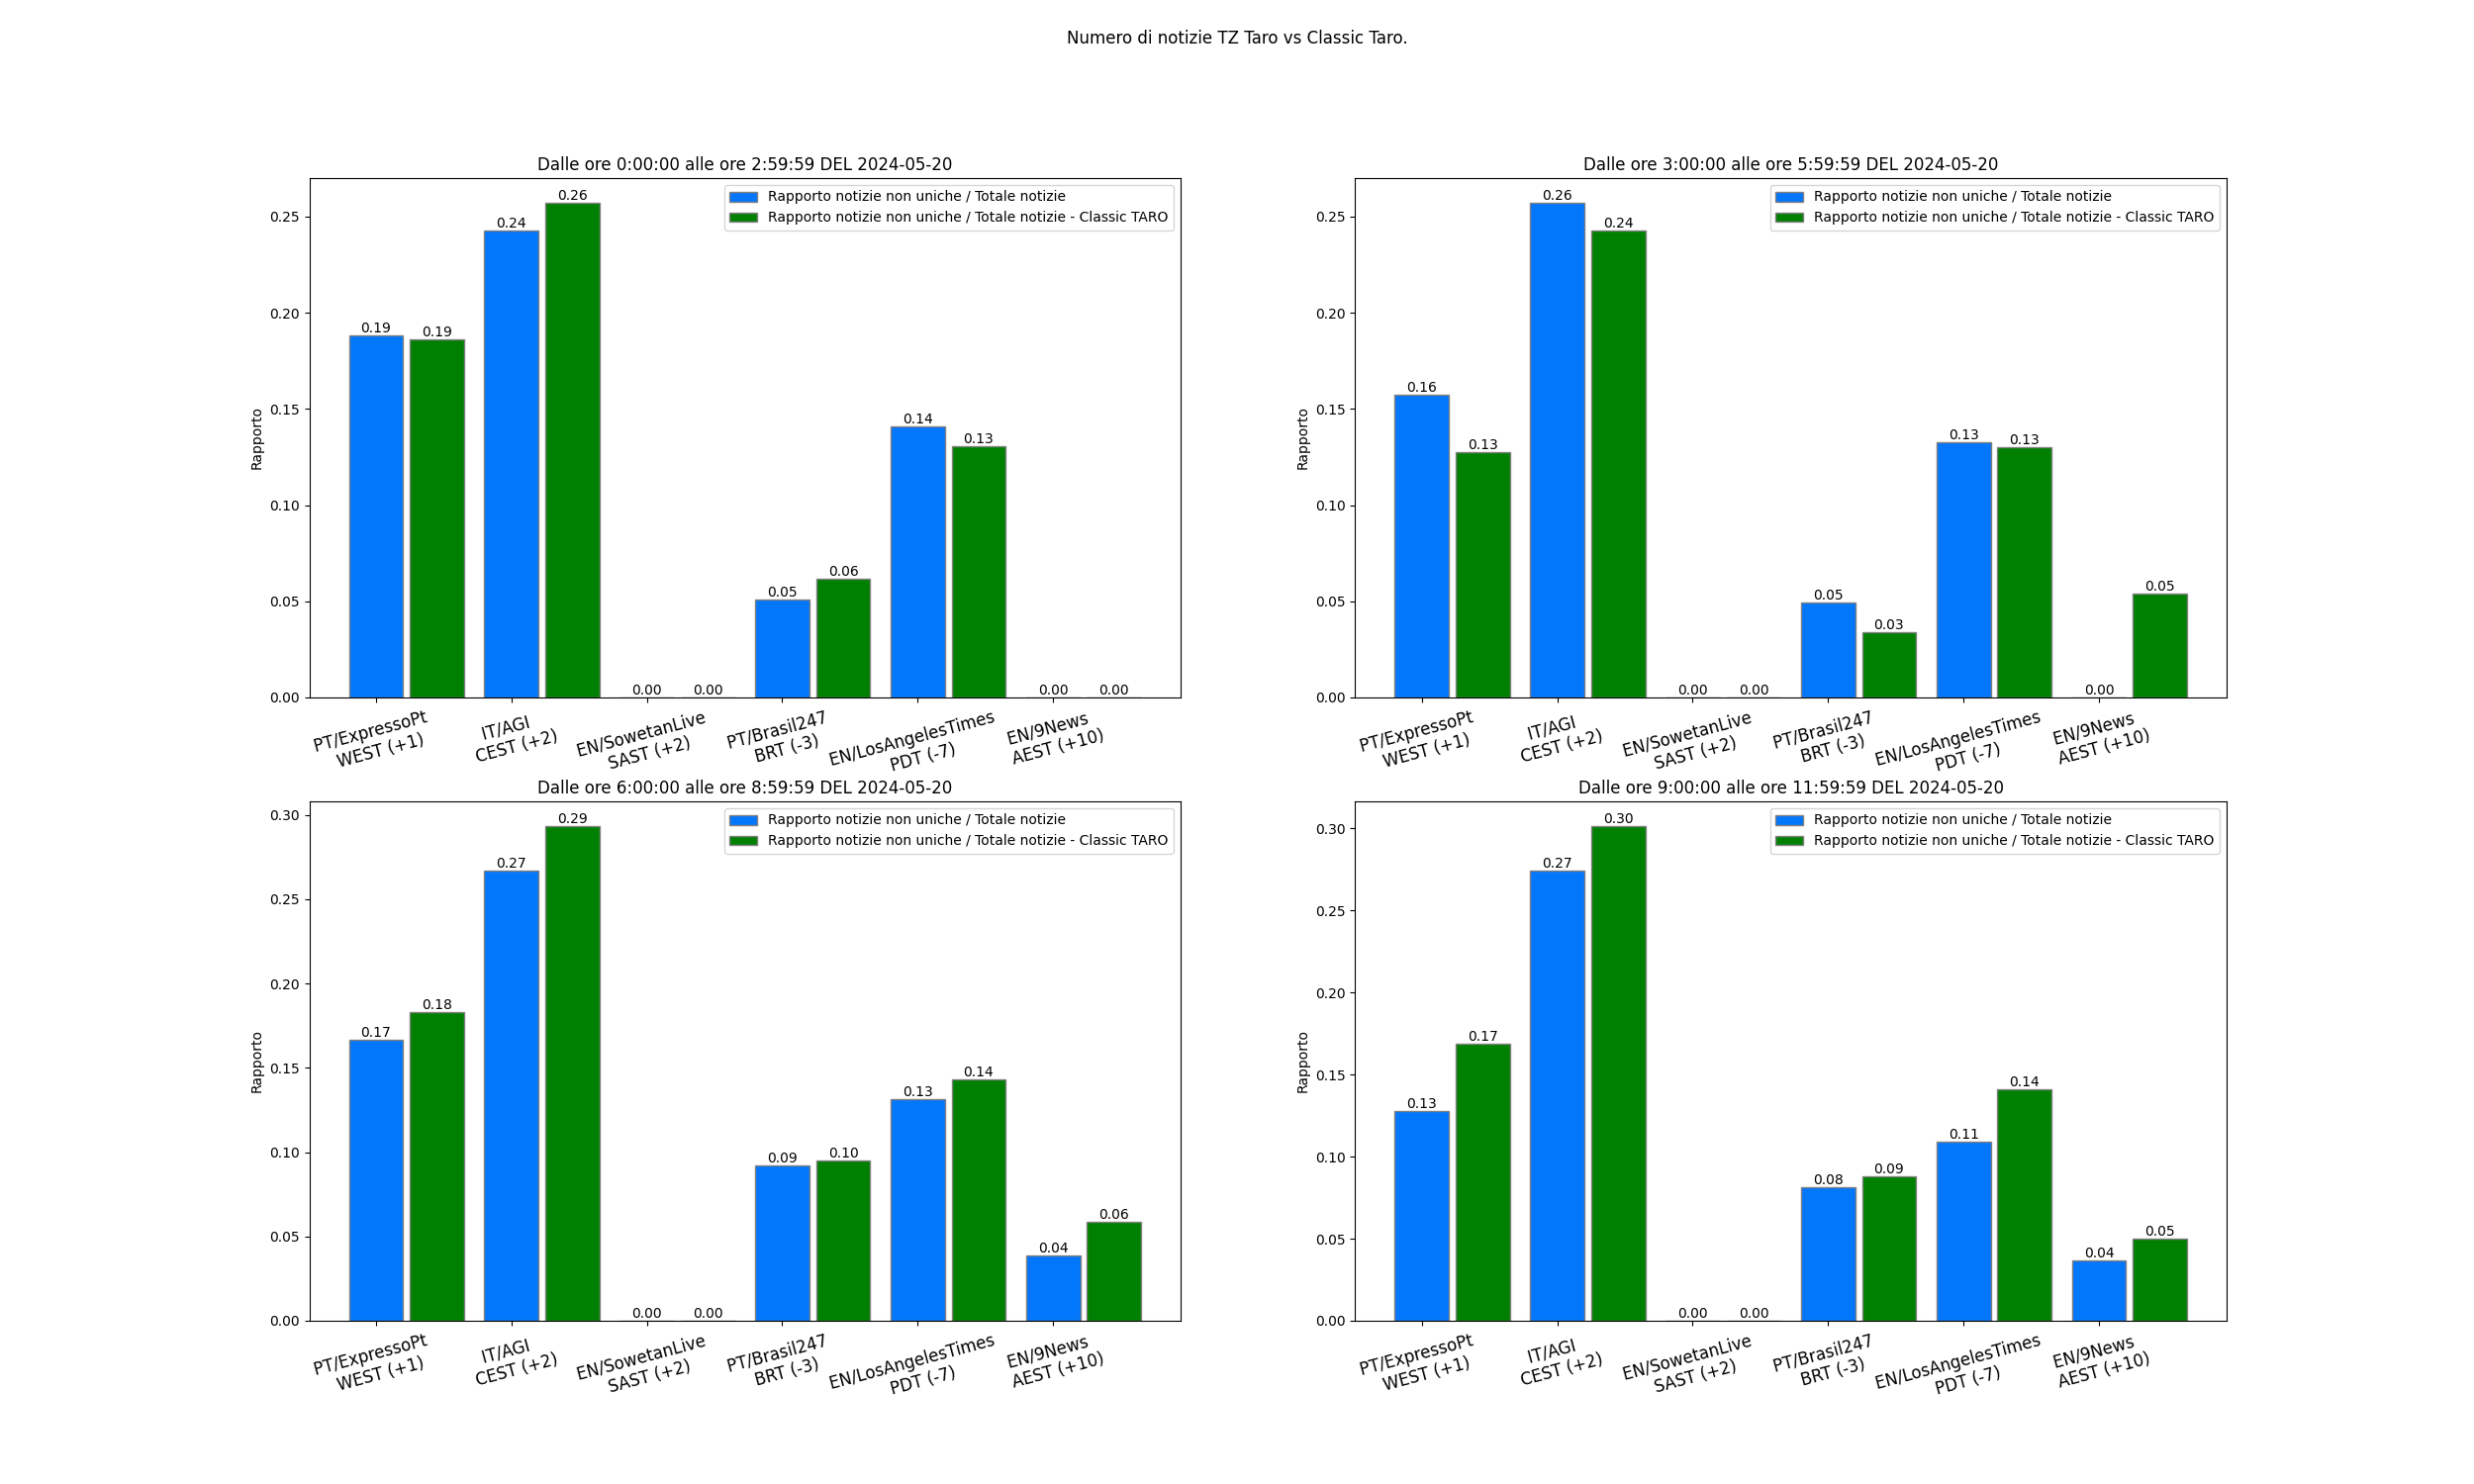 Numero di notizie TZ Taro vs Classic Taro.
Dalle ore 0:00:00 alle ore 2:59:59 DEL 2024-05-20
Rapporto notizie non uniche / Totale notizie
Rapporto notizie non uniche / Totale notizie - Classic TARO
Rapporto
0.25
0.20
0.15
0.10
0.05
0.00
0.19
0.19
0.24
0.26
0.00
0.00
0.05
0.06
0.14
0.13
0.00
0.00
PT/ExpressoPt
WEST (+1)
IT/AGI
CEST (+2)
EN/SowetanLive
SAST (+2)
PT/Brasil247
BRT (-3)
EN/LosAngelesTimes
PDT (-7)
EN/9News
AEST (+10)
Dalle ore 3:00:00 alle ore 5:59:59 DEL 2024-05-20
Rapporto notizie non uniche / Totale notizie
Rapporto notizie non uniche / Totale notizie - Classic TARO
Rapporto
0.25
0.20
0.15
0.10
0.05
0.00
0.16
0.13
0.26
0.24
0.00
0.00
0.05
0.03
0.13
0.13
0.00
0.05
PT/ExpressoPt
WEST (+1)
IT/AGI
CEST (+2)
EN/SowetanLive
SAST (+2)
PT/Brasil247
BRT (-3)
EN/LosAngelesTimes
PDT (-7)
EN/9News
AEST (+10)
Dalle ore 6:00:00 alle ore 8:59:59 DEL 2024-05-20
Rapporto notizie non uniche / Totale notizie
Rapporto notizie non uniche / Totale notizie - Classic TARO
Rapporto
0.30
0.25
0.20
0.15
0.10
0.05
0.00
0.17
0.18
0.27
0.29
0.00
0.00
0.09
0.10
0.13
0.14
0.04
0.06
PT/ExpressoPt
WEST (+1)
IT/AGI
CEST (+2)
EN/SowetanLive
SAST (+2)
PT/Brasil247
BRT (-3)
EN/LosAngelesTimes
PDT (-7)
EN/9News
AEST (+10)
Dalle ore 9:00:00 alle ore 11:59:59 DEL 2024-05-20
Rapporto notizie non uniche / Totale notizie
Rapporto notizie non uniche / Totale notizie - Classic TARO
Rapporto
0.30
0.25
0.20
0.15
0.10
0.05
0.00
0.13
0.17
0.27
0.30
0.00
0.00
0.08
0.09
0.11
0.14
0.04
0.05
PT/ExpressoPt
WEST (+1)
IT/AGI
CEST (+2)
EN/SowetanLive
SAST (+2)
PT/Brasil247
BRT (-3)
EN/LosAngelesTimes
PDT (-7)
EN/9News
AEST (+10)